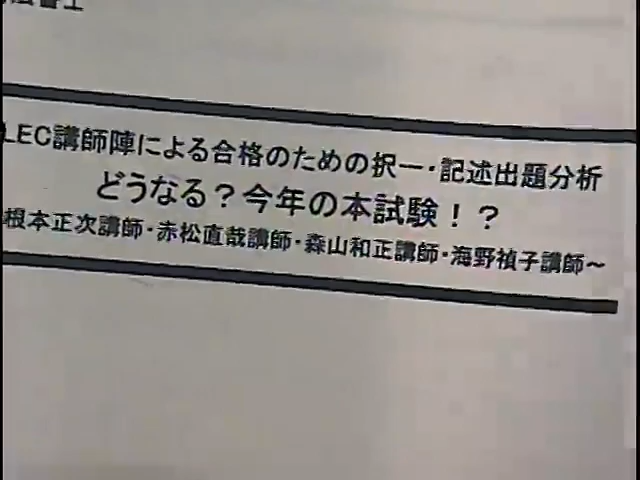 LEC講師陣による合格のための択一・記述出題分析
どうなる?今年の本試験!?
根本正次講師・赤松直哉講師・森山和正講師・海野禎子講師～